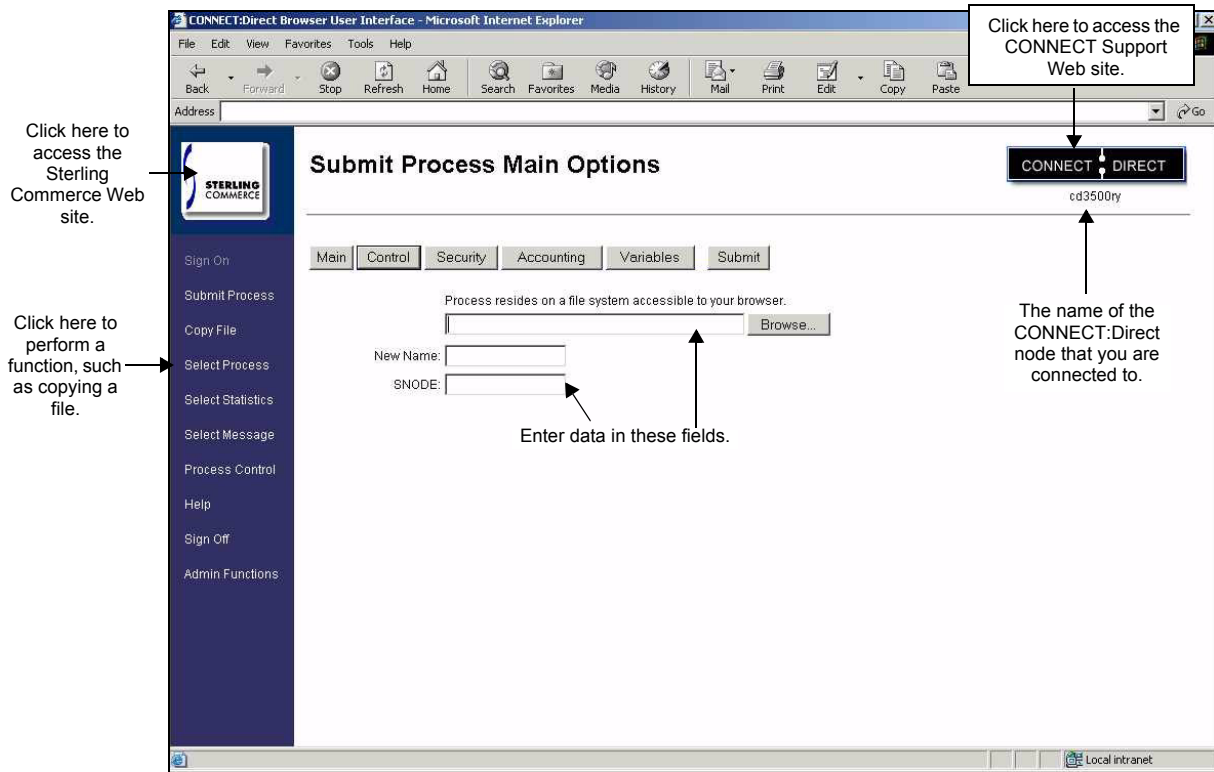 CONNECT:Direct Browser User Interface - Microsoft Internet Explorer
Click here to access the
CONNECT Support
Web site.
File Edit View Favorites Tools Help
Back Forward Stop Refresh Home Search Favorites Media History Mail Print Edit Copy Paste
Address
Go
Click here to
access the
Sterling
Commerce Web
site.
STERLING
COMMERCE
Submit Process Main Options
CONNECT DIRECT
cd3500ry
Sign On
Submit Process
Copy File
Select Process
Select Statistics
Select Message
Process Control
Help
Sign Off
Admin Functions
Main Control Security Accounting Variables Submit
Process resides on a file system accessible to your browser.
Browse...
New Name:
SNODE:
Enter data in these fields.
Click here to
perform a
function, such
as copying a
file.
The name of the
CONNECT:Direct
node that you are
connected to.
Local intranet